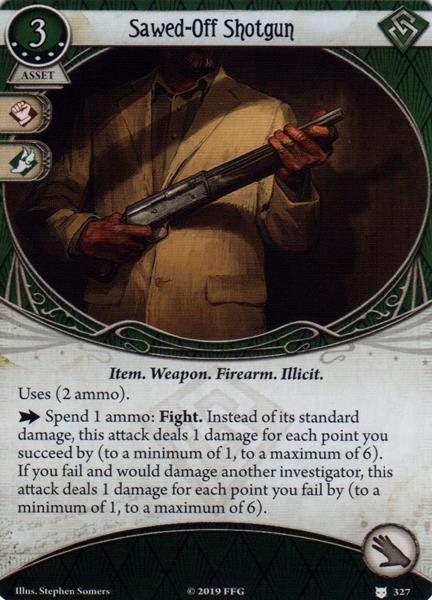 Sawed-Off Shotgun
3
ASSET
Item. Weapon. Firearm. Illicit.
Uses (2 ammo).
Spend 1 ammo: Fight. Instead of its standard
damage, this attack deals 1 damage for each point you
succeed by (to a minimum of 1, to a maximum of 6).
If you fail and would damage another investigator, this
attack deals 1 damage for each point you fail by (to a
minimum of 1, to a maximum of 6).
Illus. Stephen Somers
© 2019 FFG
327